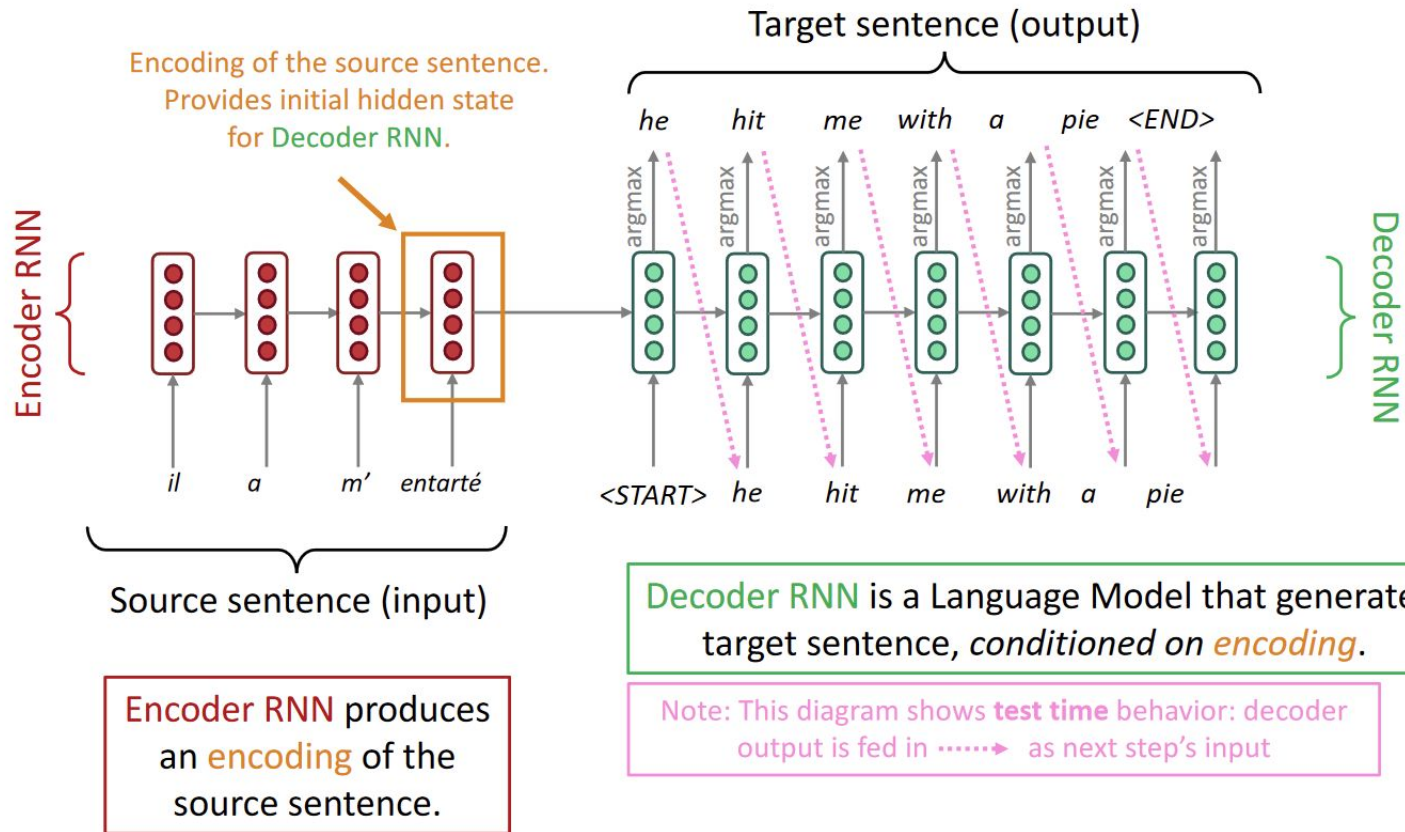 Target sentence (output)
Encoding of the source sentence.
Provides initial hidden state
for Decoder RNN.
he hit me with a pie <END>
argmax argmax argmax argmax argmax argmax argmax
Encoder RNN
Decoder RNN
il a m’ entarté
<START> he hit me with a pie
Source sentence (input)
Decoder RNN is a Language Model that generate
target sentence, conditioned on encoding.
Encoder RNN produces
an encoding of the
source sentence.
Note: This diagram shows test time behavior: decoder
output is fed in as next step’s input